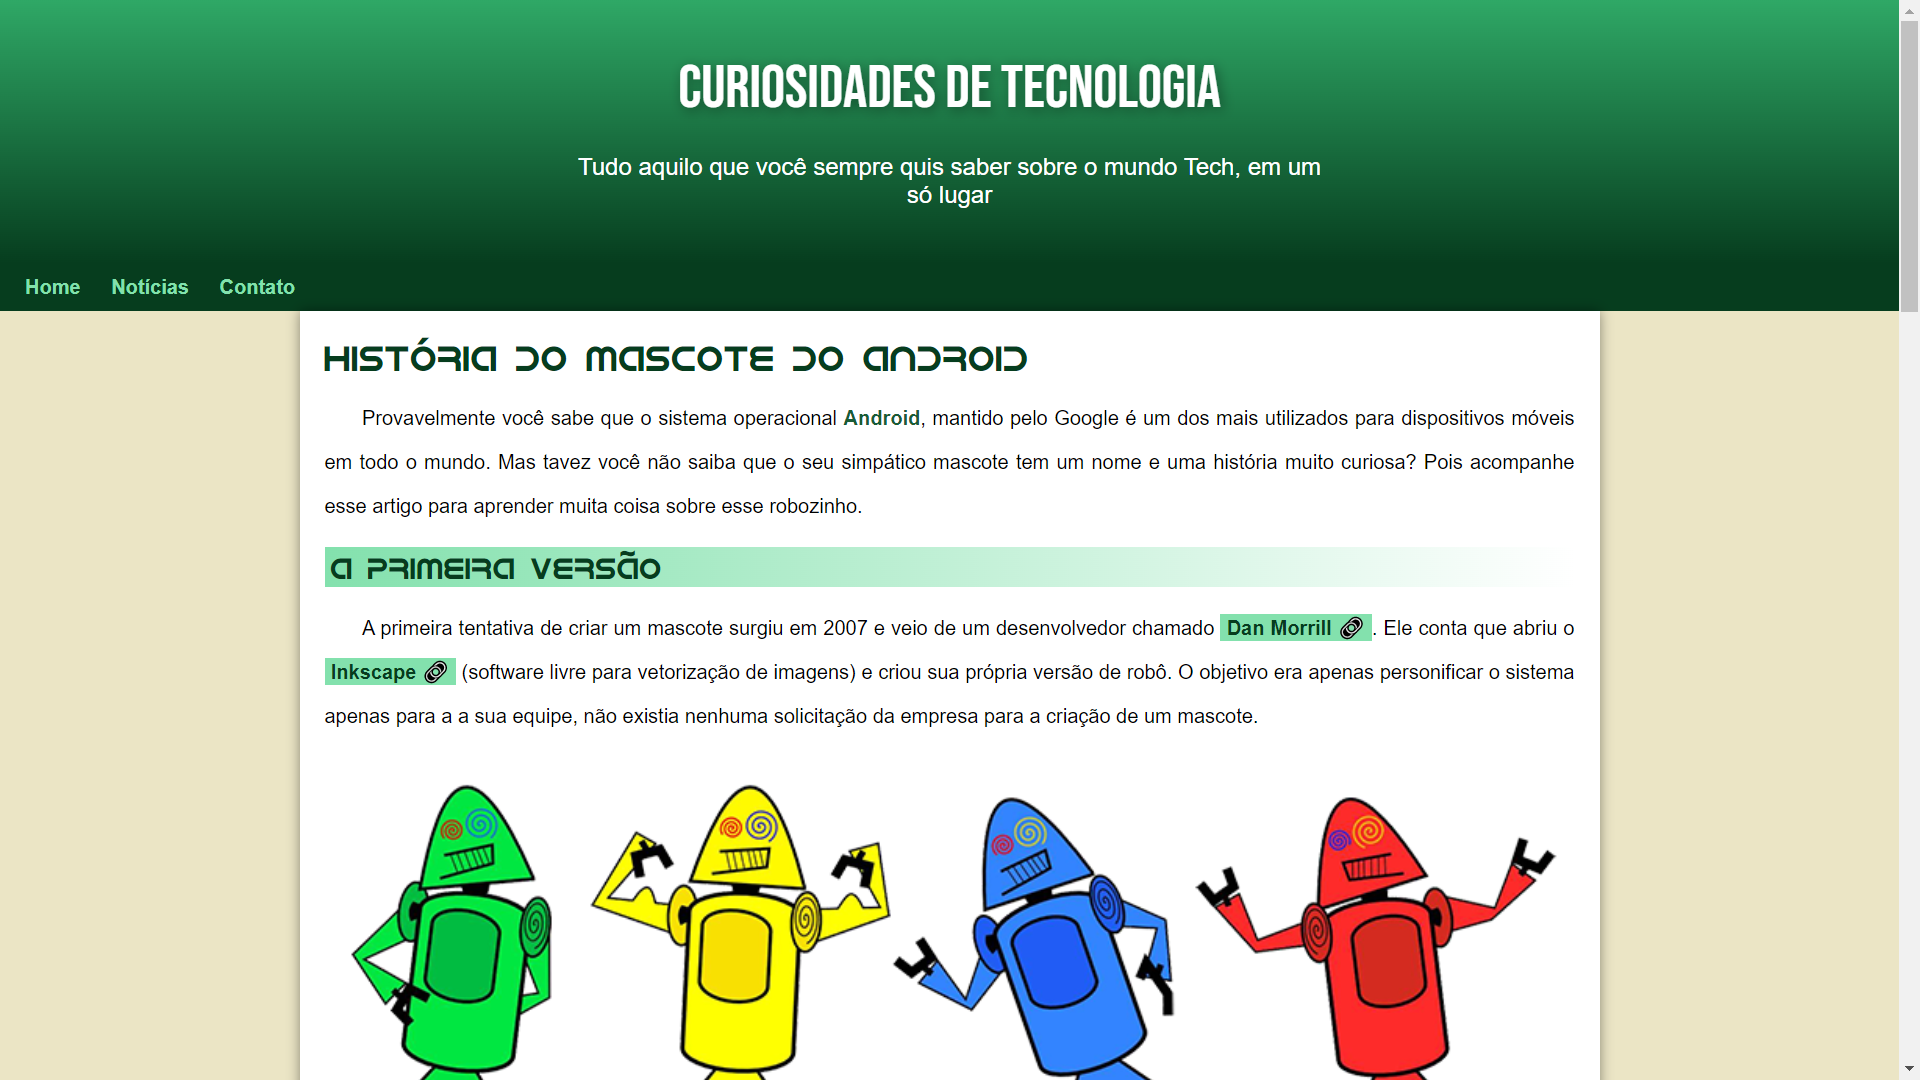 CURIOSIDADES DE TECNOLOGIA
Tudo aquilo que você sempre quis saber sobre o mundo Tech, em um
só lugar
Home Notícias Contato
HISTÓRIA DO MASCOTE DO ANDROID
Provavelmente você sabe que o sistema operacional Android, mantido pelo Google é um dos mais utilizados para dispositivos móveis
em todo o mundo. Mas tavez você não saiba que o seu simpático mascote tem um nome e uma história muito curiosa? Pois acompanhe
esse artigo para aprender muita coisa sobre esse robozinho.
A PRIMEIRA VERSÃO
A primeira tentativa de criar um mascote surgiu em 2007 e veio de um desenvolvedor chamado Dan Morrill. Ele conta que abriu o
Inkscape (software livre para vetorização de imagens) e criou sua própria versão de robô. O objetivo era apenas personificar o sistema
apenas para a a sua equipe, não existia nenhuma solicitação da empresa para a criação de um mascote.